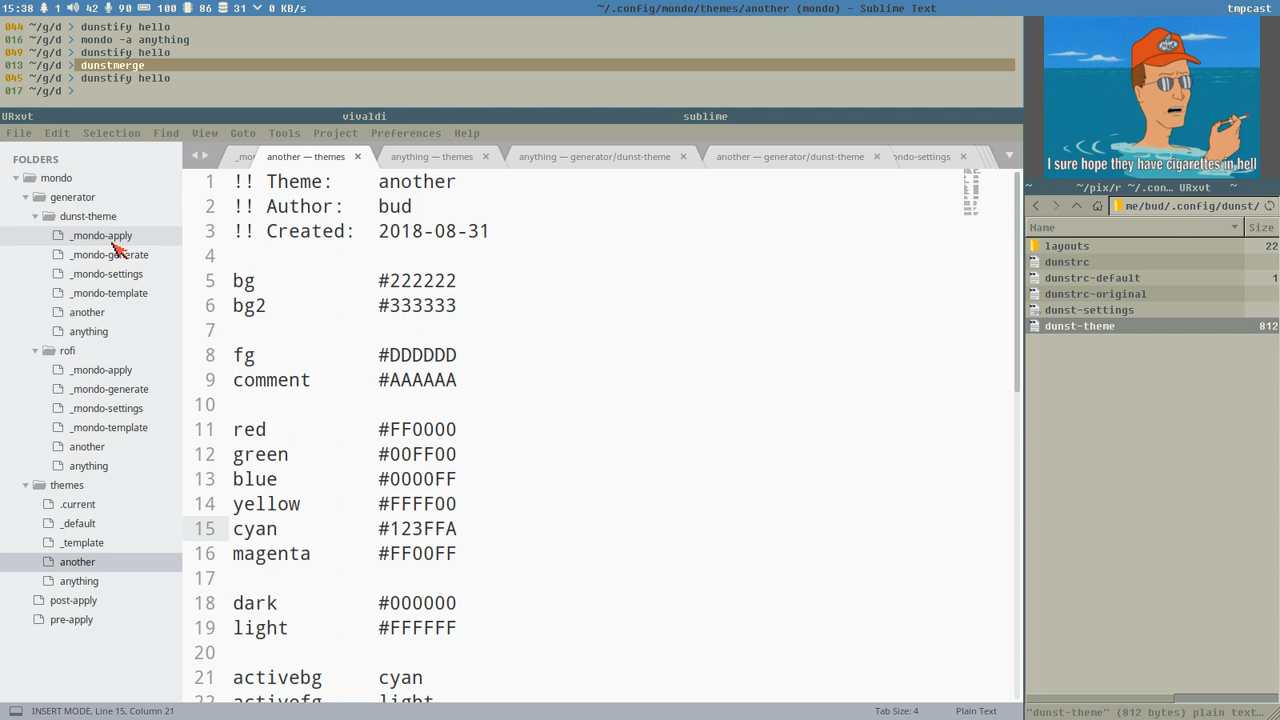 15:38 1 42 90 100 86 31 0 KB/s ~/.config/mondo/themes/another (mondo) - Sublime Text tmpcast
044 ~/g/d > dunstify hello
016 ~/g/d > mondo -a anything
049 ~/g/d > dunstify hello
013 ~/g/d > dunstmerge
045 ~/g/d > dunstify hello
017 ~/g/d >
URxvt vivaldi sublime
File Edit Selection Find View Goto Tools Project Preferences Help
FOLDERS
mondo
generator
dunst-theme
_mondo-apply
_mondo-generate
_mondo-settings
_mondo-template
another
anything
rofi
_mondo-apply
_mondo-generate
_mondo-settings
_mondo-template
another
anything
themes
.current
_default
_template
another
anything
post-apply
pre-apply
_mo another — themes × anything — themes × anything — generator/dunst-theme × another — generator/dunst-theme × ndo-settings ×
1 !! Theme: another
2 !! Author: bud
3 !! Created: 2018-08-31
4
5 bg #222222
6 bg2 #333333
7
8 fg #DDDDDD
9 comment #AAAAAA
10
11 red #FF0000
12 green #00FF00
13 blue #0000FF
14 yellow #FFFF00
15 cyan #123FFA
16 magenta #FF00FF
17
18 dark #000000
19 light #FFFFFF
20
21 activebg cyan
22 activefg light
INSERT MODE, Line 15, Column 21 Tab Size: 4 Plain Text
I sure hope they have cigarettes in hell
~ ~/pix/r ~/.con... URxvt ~
me/bud/.config/dunst/
Name Size
layouts 22
dunstrc
dunstrc-default 1
dunstrc-original
dunst-settings
dunst-theme 812
"dunst-theme" (812 bytes) plain text...